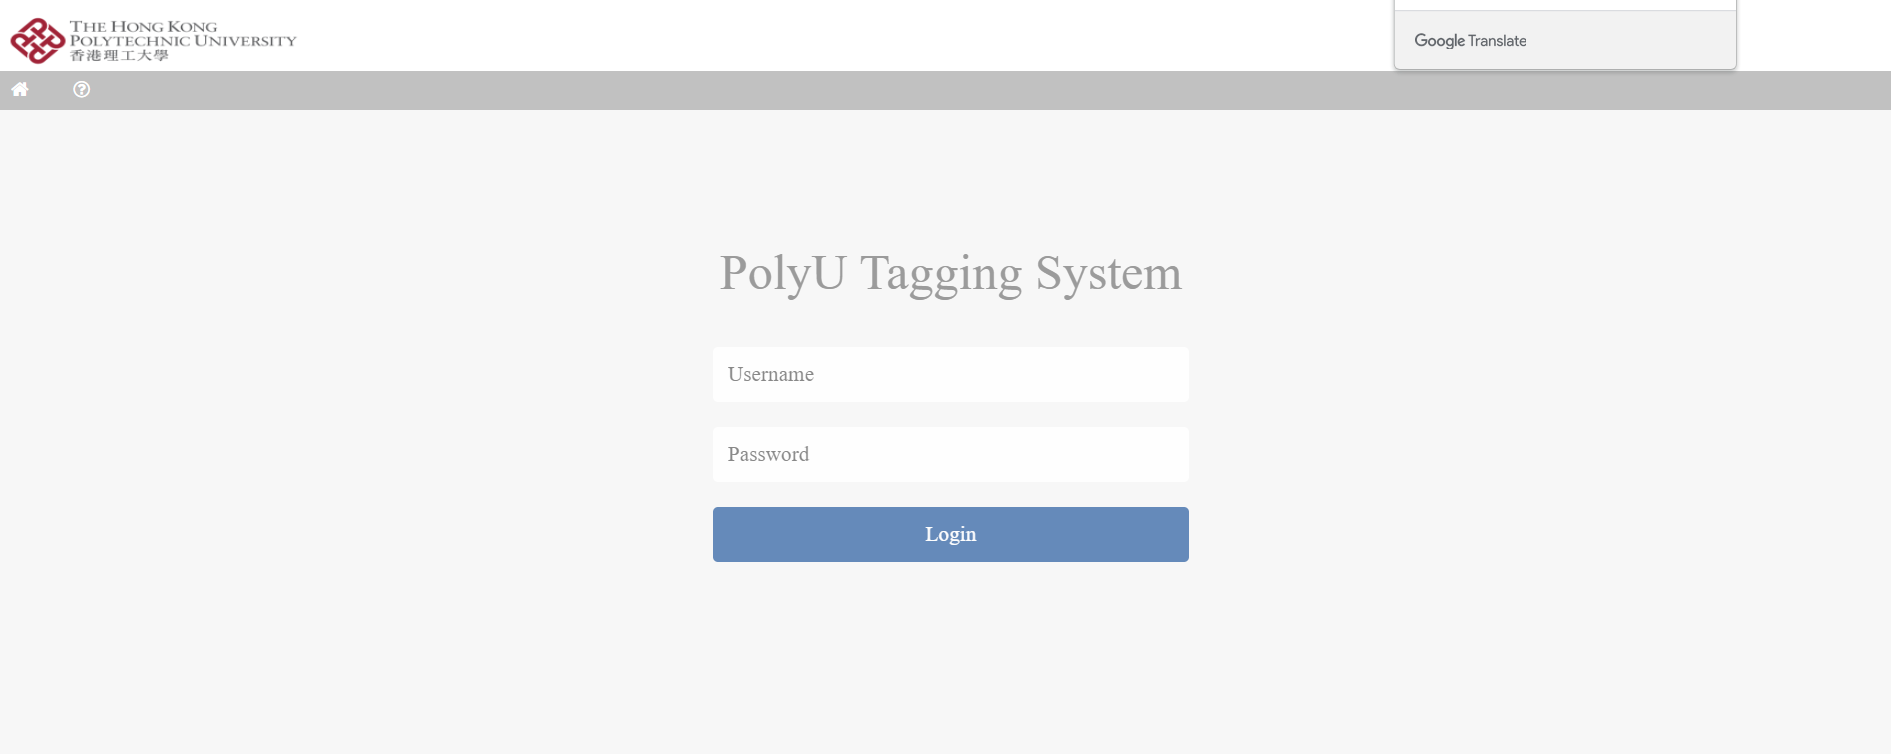 THE HONG KONG
POLYTECHNIC UNIVERSITY
香港理工大學
Google Translate
PolyU Tagging System
Username
Password
Login